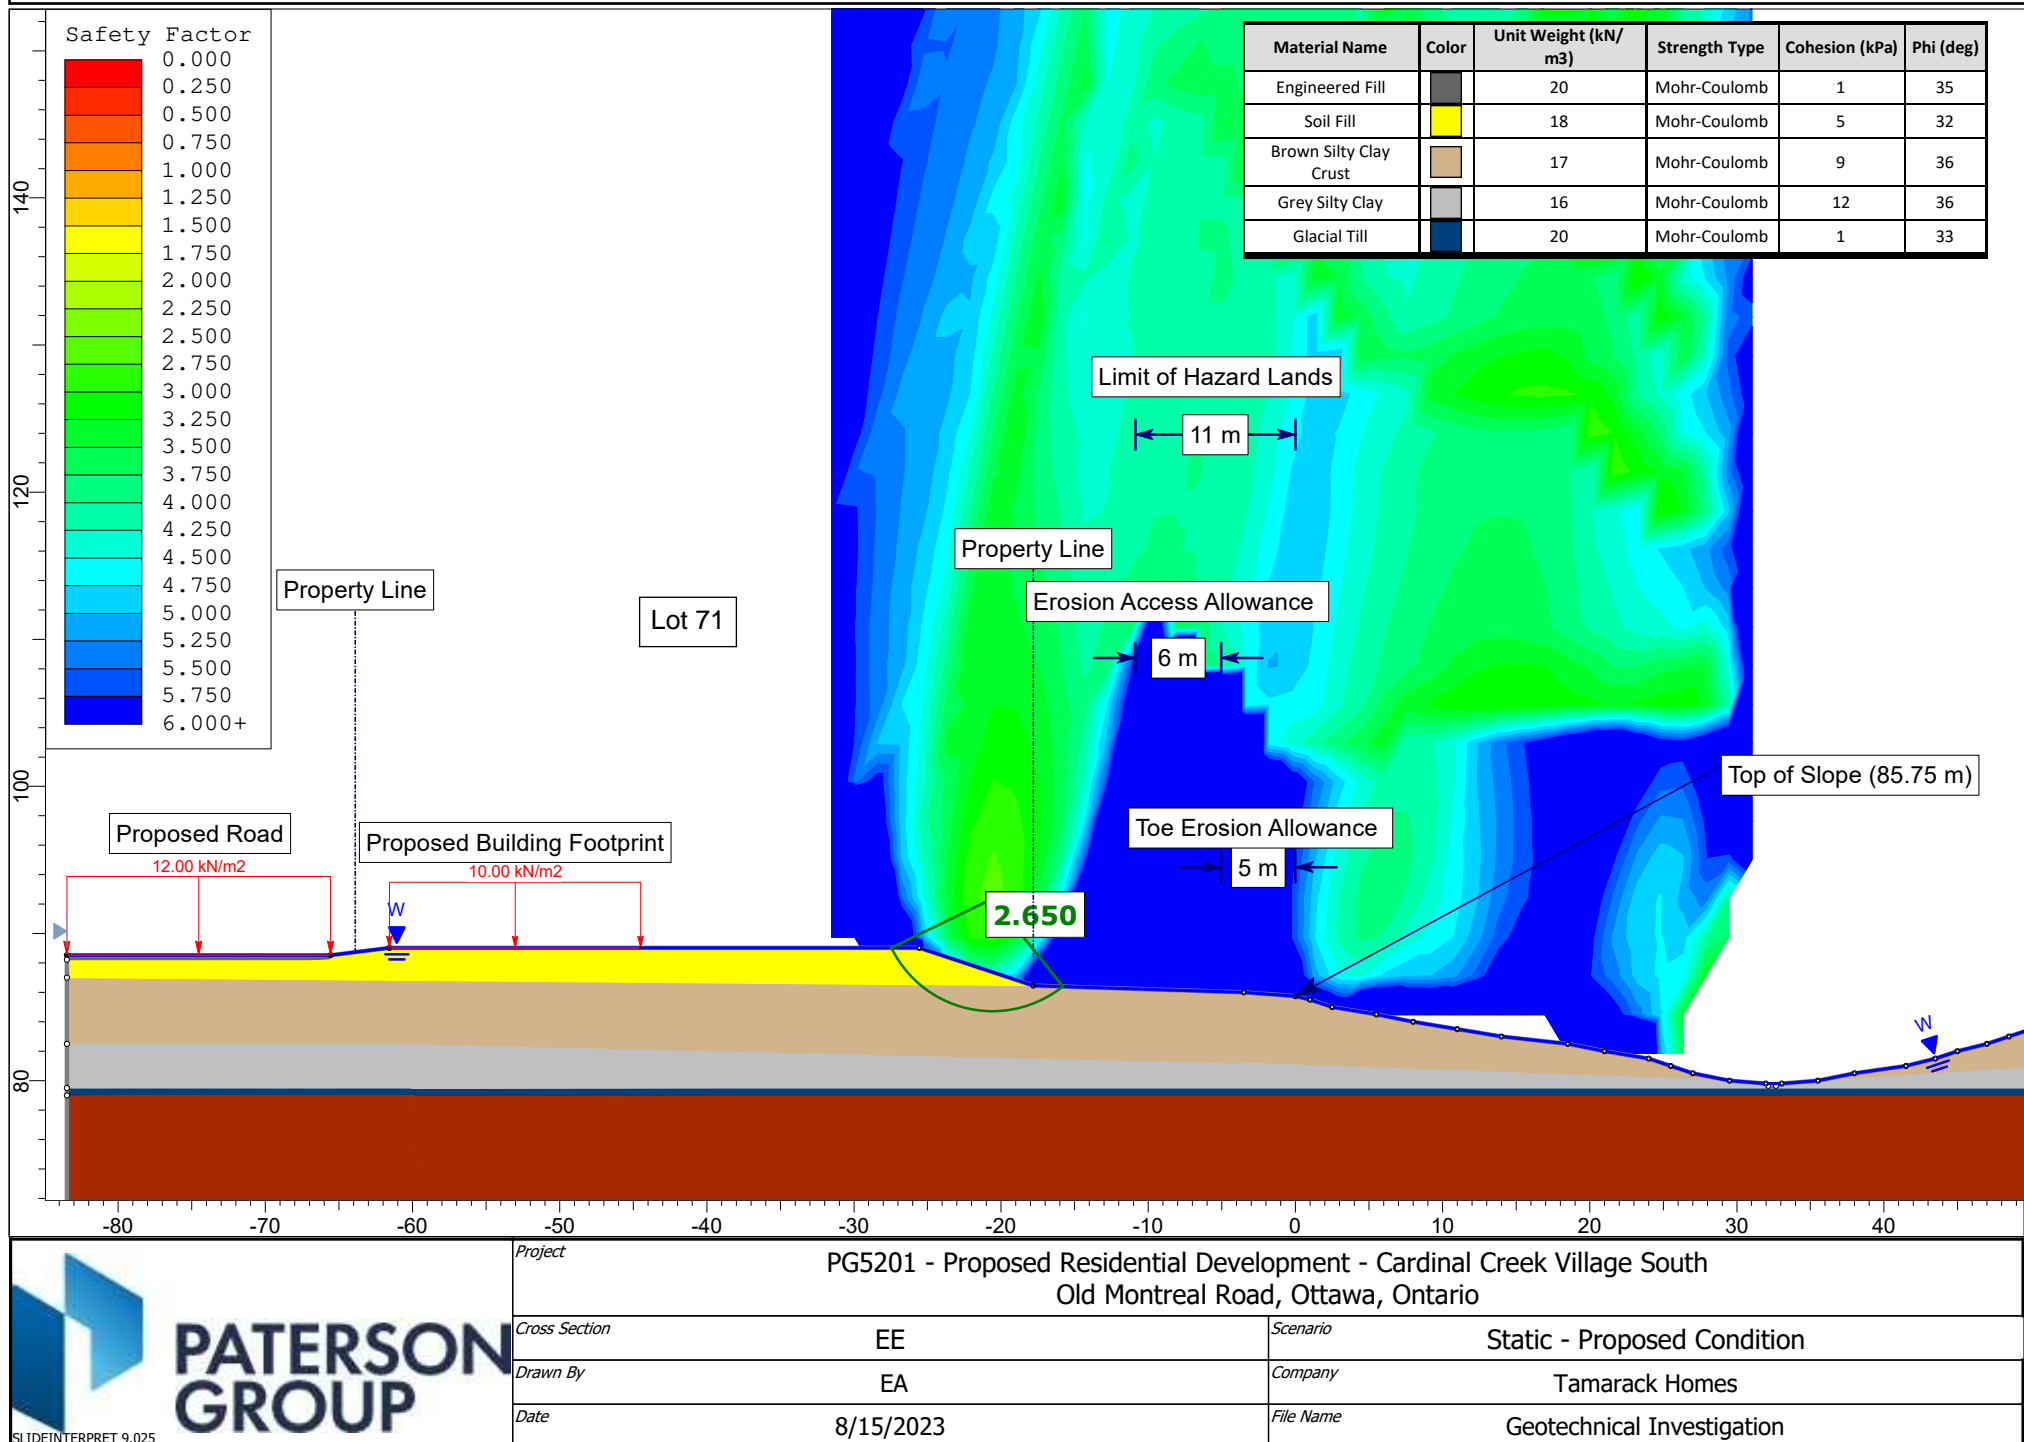 Safety Factor
0.000
0.250
0.500
0.750
1.000
1.250
1.500
1.750
2.000
2.250
2.500
2.750
3.000
3.250
3.500
3.750
4.000
4.250
4.500
4.750
5.000
5.250
5.500
5.750
6.000+
Material Name Color Unit Weight (kN/
m3) Strength Type Cohesion (kPa) Phi (deg)
Engineered Fill 20 Mohr-Coulomb 1 35
Soil Fill 18 Mohr-Coulomb 5 32
Brown Silty Clay
Crust 17 Mohr-Coulomb 9 36
Grey Silty Clay 16 Mohr-Coulomb 12 36
Glacial Till 20 Mohr-Coulomb 1 33
140
120
100
80
Limit of Hazard Lands
11 m
Property Line
Erosion Access Allowance
6 m
Property Line
Lot 71
Top of Slope (85.75 m)
Toe Erosion Allowance
5 m
Proposed Road
12.00 kN/m2
Proposed Building Footprint
10.00 kN/m2
2.650
W
W
-80 -70 -60 -50 -40 -30 -20 -10 0 10 20 30 40
PATERSON
GROUP
SLIDEINTERPRET 9.025
Project
PG5201 - Proposed Residential Development - Cardinal Creek Village South
Old Montreal Road, Ottawa, Ontario
Cross Section EE
Scenario Static - Proposed Condition
Drawn By EA
Company Tamarack Homes
Date 8/15/2023
File Name Geotechnical Investigation